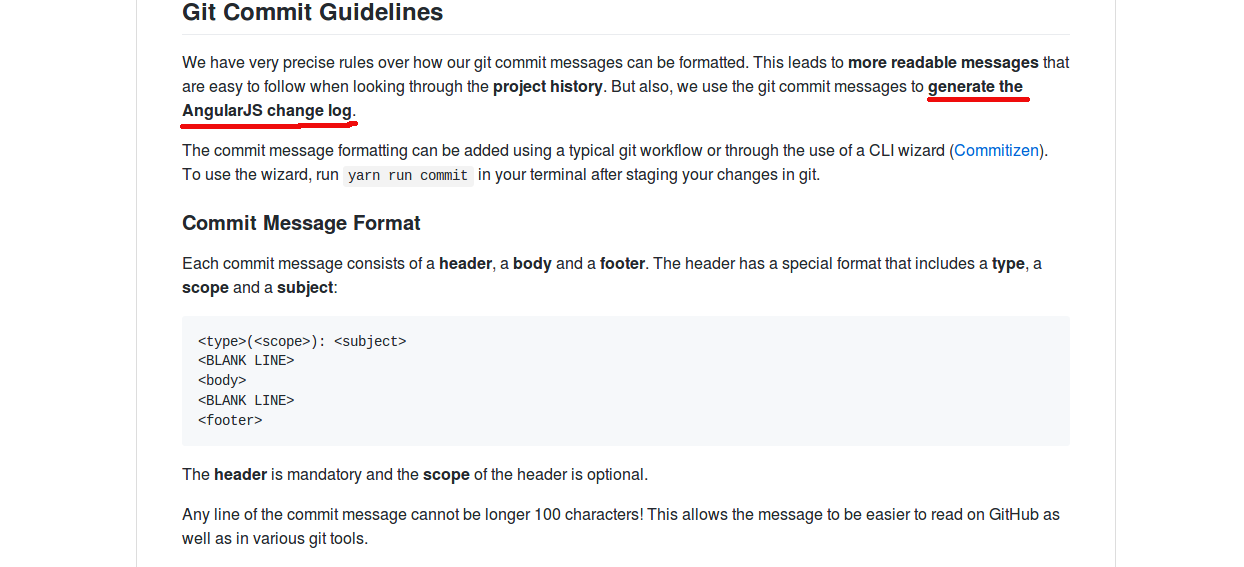 Git Commit Guidelines
We have very precise rules over how our git commit messages can be formatted. This leads to more readable messages that
are easy to follow when looking through the project history. But also, we use the git commit messages to generate the
AngularJS change log.
The commit message formatting can be added using a typical git workflow or through the use of a CLI wizard (Commitizen).
To use the wizard, run yarn run commit in your terminal after staging your changes in git.
Commit Message Format
Each commit message consists of a header, a body and a footer. The header has a special format that includes a type, a
scope and a subject:
<type>(<scope>): <subject>
<BLANK LINE>
<body>
<BLANK LINE>
<footer>
The header is mandatory and the scope of the header is optional.
Any line of the commit message cannot be longer 100 characters! This allows the message to be easier to read on GitHub as
well as in various git tools.